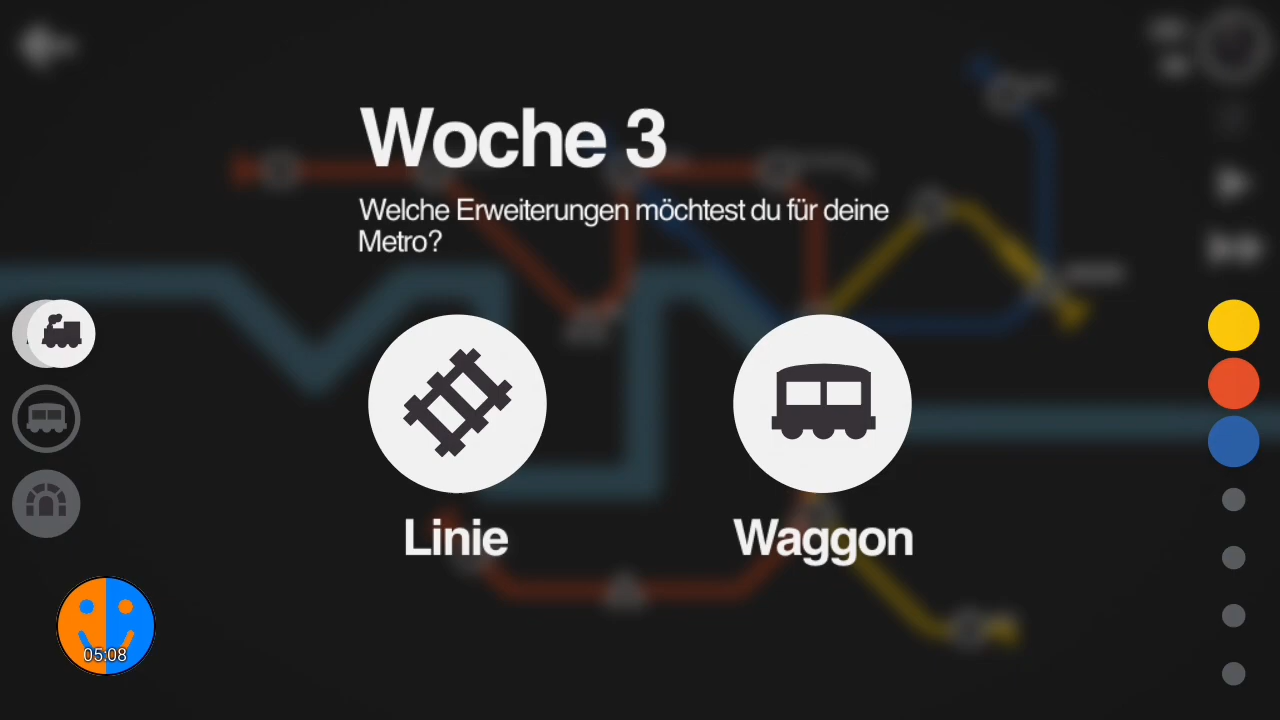 Woche 3
Welche Erweiterungen möchtest du für deine
Metro?
Linie
Waggon
05:08